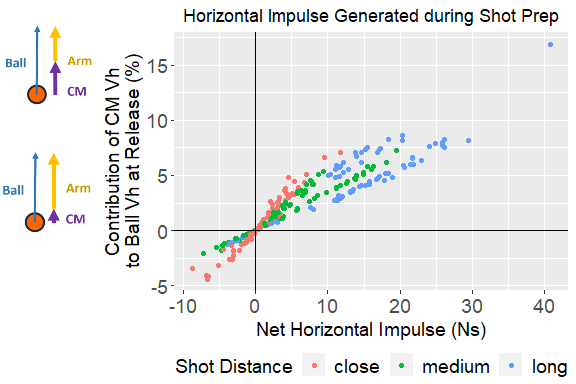 Horizontal Impulse Generated during Shot Prep
Ball
Arm
CM
Ball
Arm
CM
Contribution of CM Vh
to Ball Vh at Release (%)
15
10
5
0
-5
-10
0
10
20
30
40
Net Horizontal Impulse (Ns)
Shot Distance close medium long